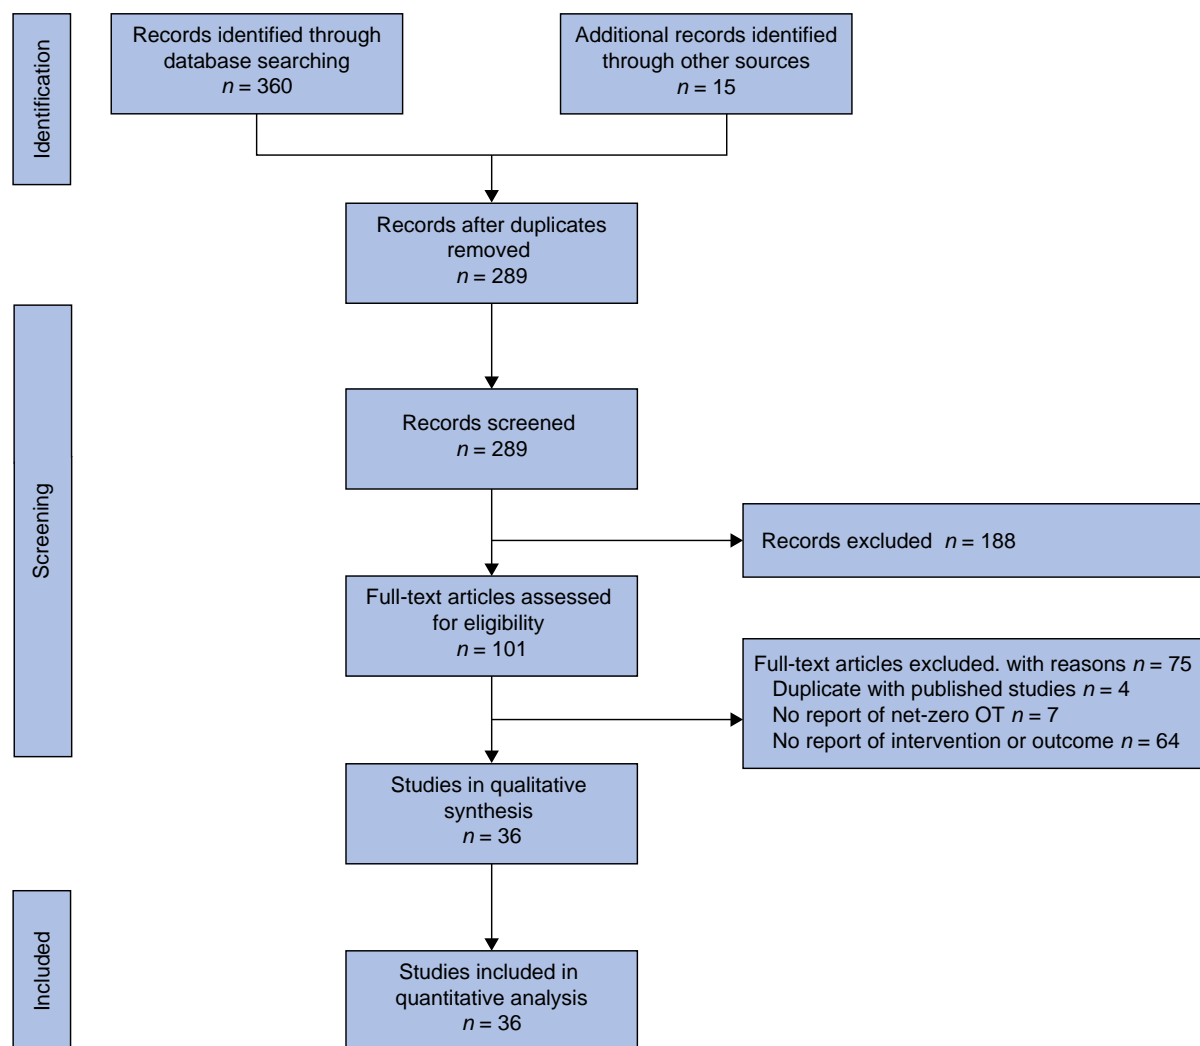 Identification
Records identified through
database searching
n = 360
Additional records identified
through other sources
n = 15
Records after duplicates
removed
n = 289
Screening
Records screened
n = 289
Records excluded n = 188
Full-text articles assessed
for eligibility
n = 101
Full-text articles excluded. with reasons n = 75
Duplicate with published studies n = 4
No report of net-zero OT n = 7
No report of intervention or outcome n = 64
Studies in qualitative
synthesis
n = 36
Included
Studies included in
quantitative analysis
n = 36